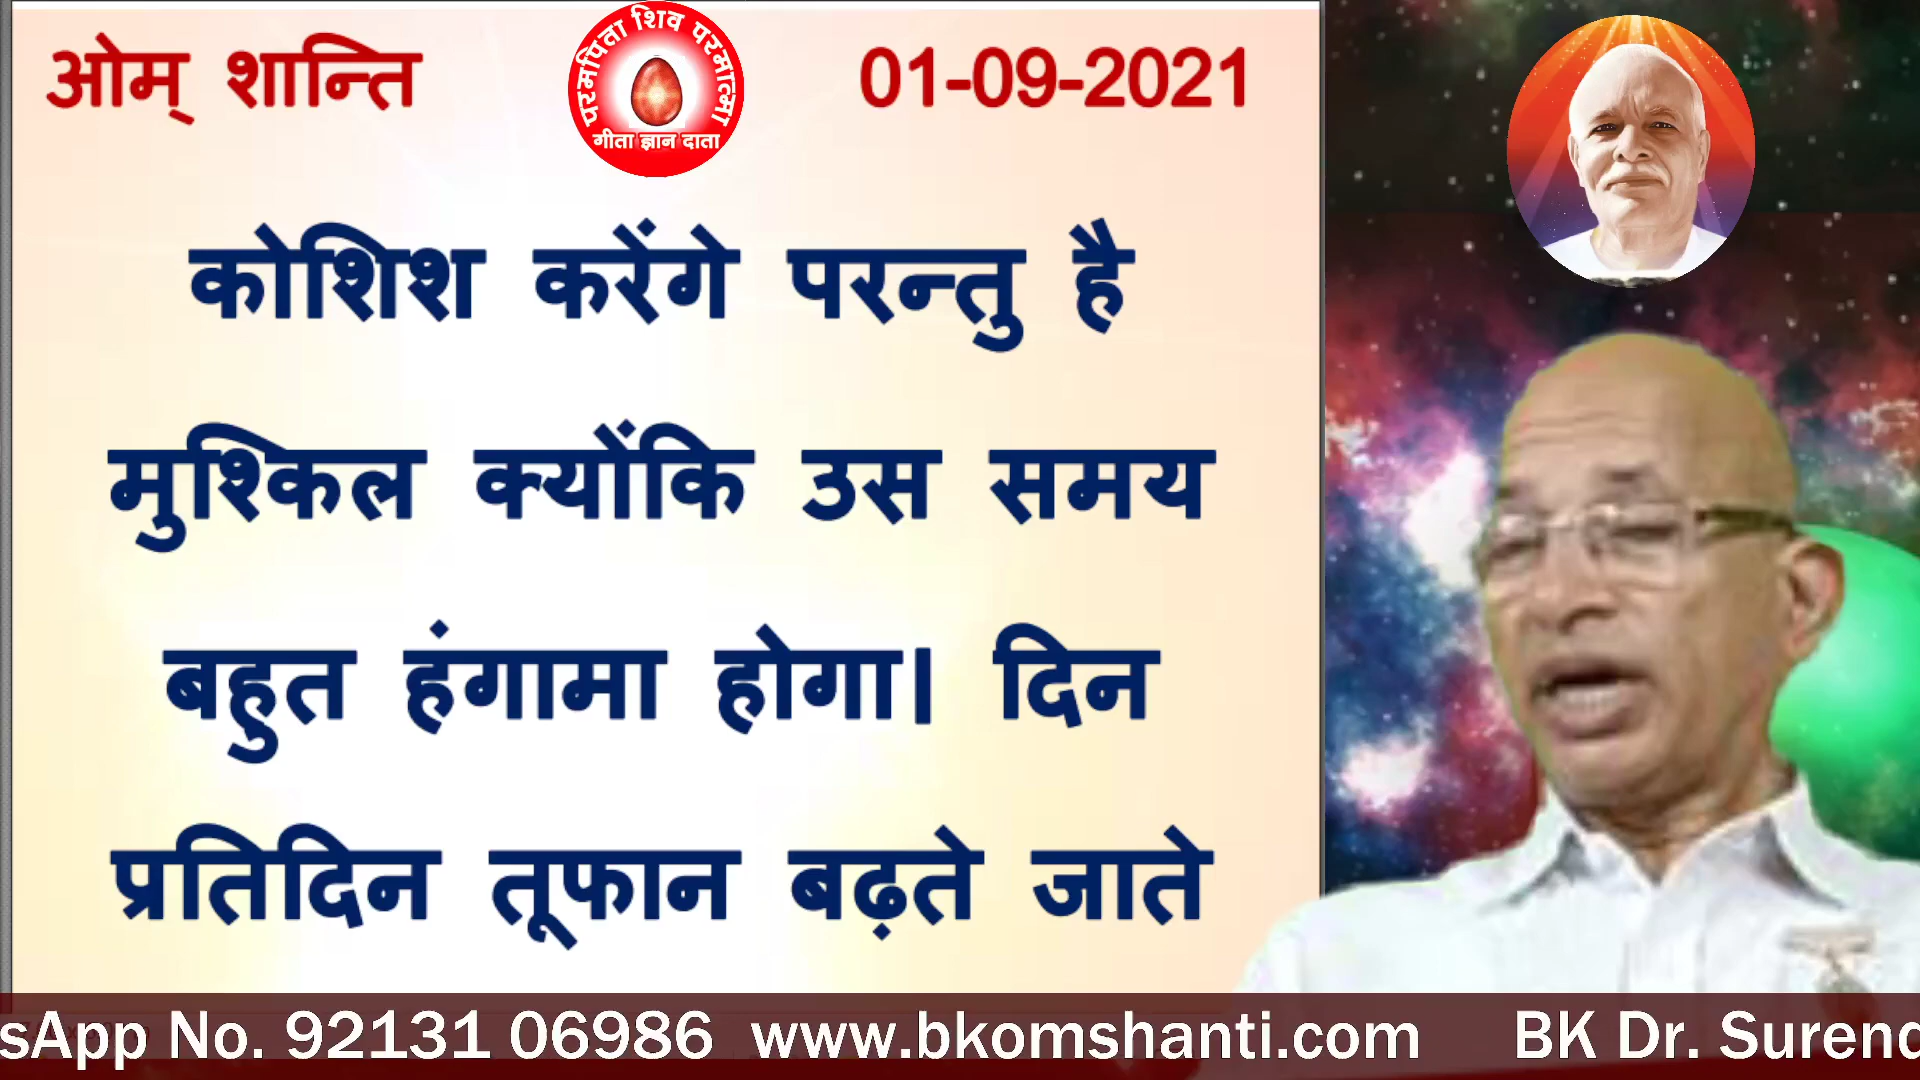 ओम् शान्ति
परमपिता शिव परमात्मा
गीता ज्ञान दाता
01-09-2021
कोशिश करेंगे परन्तु है
मुश्किल क्योंकि उस समय
बहुत हंगामा होगा। दिन
प्रतिदिन तूफान बढ़ते जाते
sApp No. 92131 06986 www.bkomshanti.com BK Dr. Surend